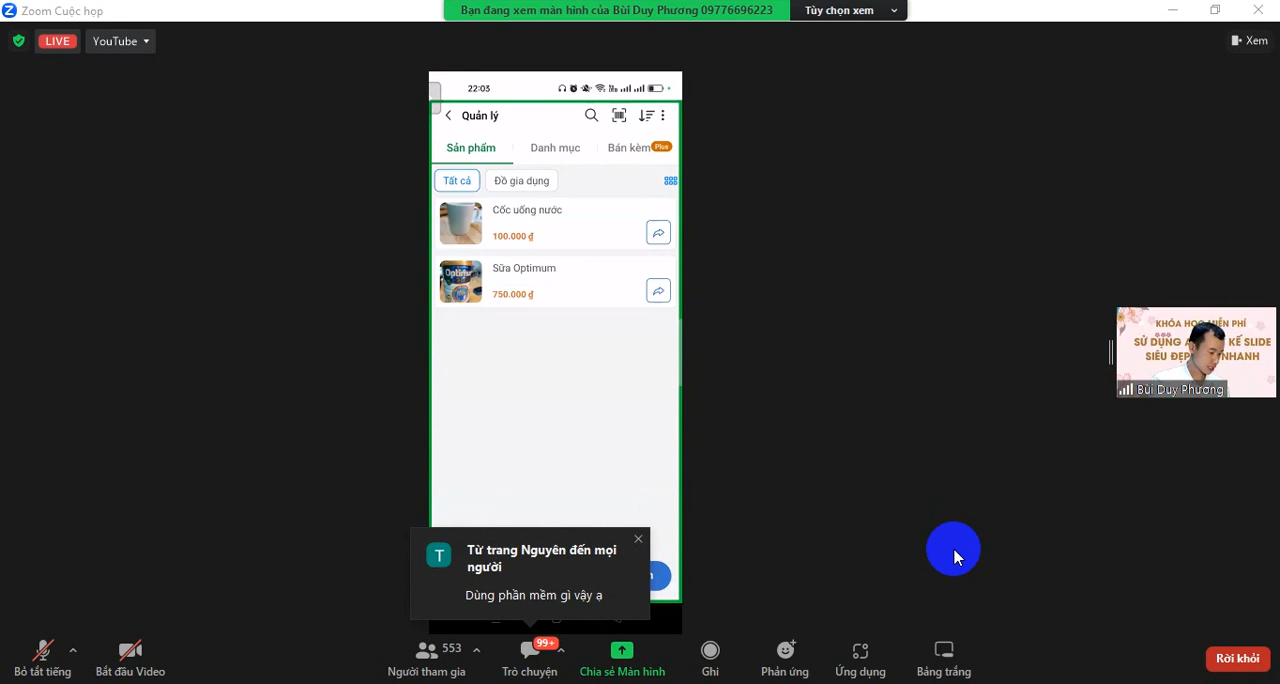 Zoom Cuộc họp
Bạn đang xem màn hình của Bùi Duy Phương 09776696223
Tùy chọn xem
LIVE
YouTube
Xem
22:03
Quản lý
Sản phẩm
Danh mục
Bán kèm
Plus
Tất cả
Đồ gia dụng
Cốc uống nước
100.000 ₫
Sữa Optimum
750.000 ₫
KHÓA HỌC MIỄN PHÍ
SỬ DỤNG A KẾ SLIDE
SIÊU ĐẸP NHANH
Bùi Duy Phương
T
Từ trang Nguyên đến mọi
người
Dùng phần mềm gì vậy ạ
Bỏ tắt tiếng
Bắt đầu Video
553
Người tham gia
99+
Trò chuyện
Chia sẻ Màn hình
Ghi
Phản ứng
Ứng dụng
Bảng trắng
Rời khỏi